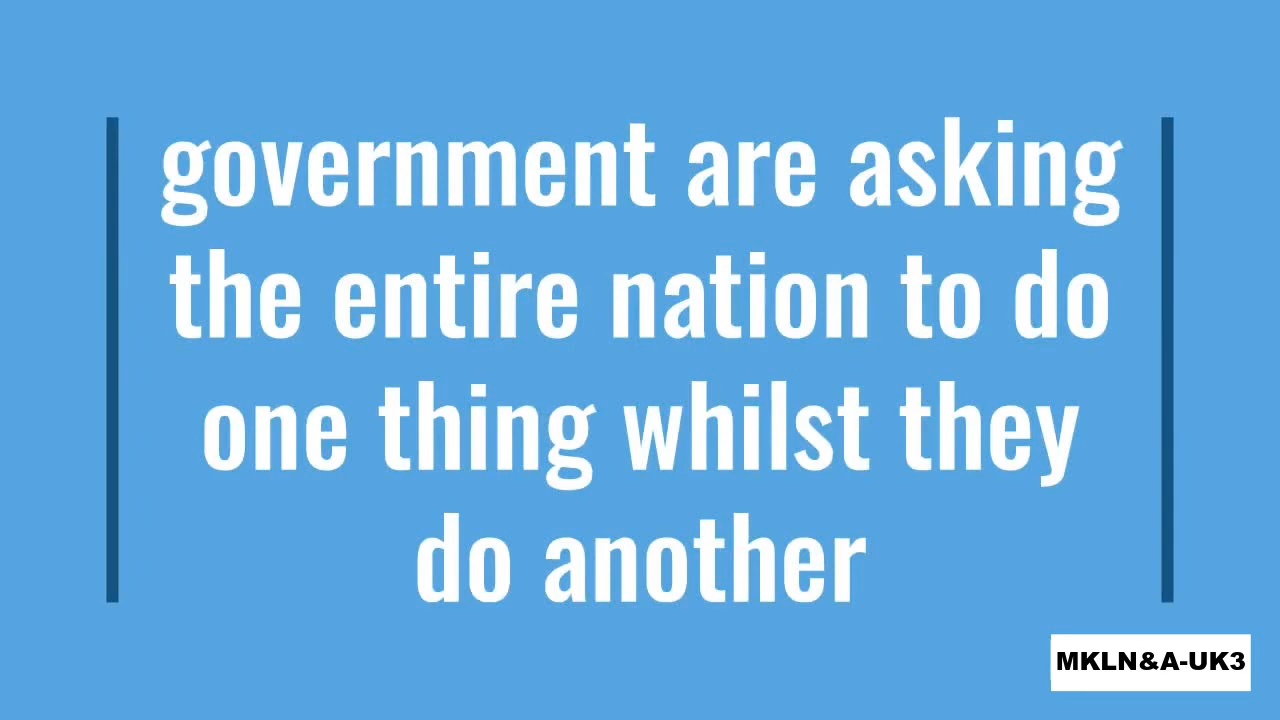 government are asking
the entire nation to do
one thing whilst they
do another
MKLN&A-UK3